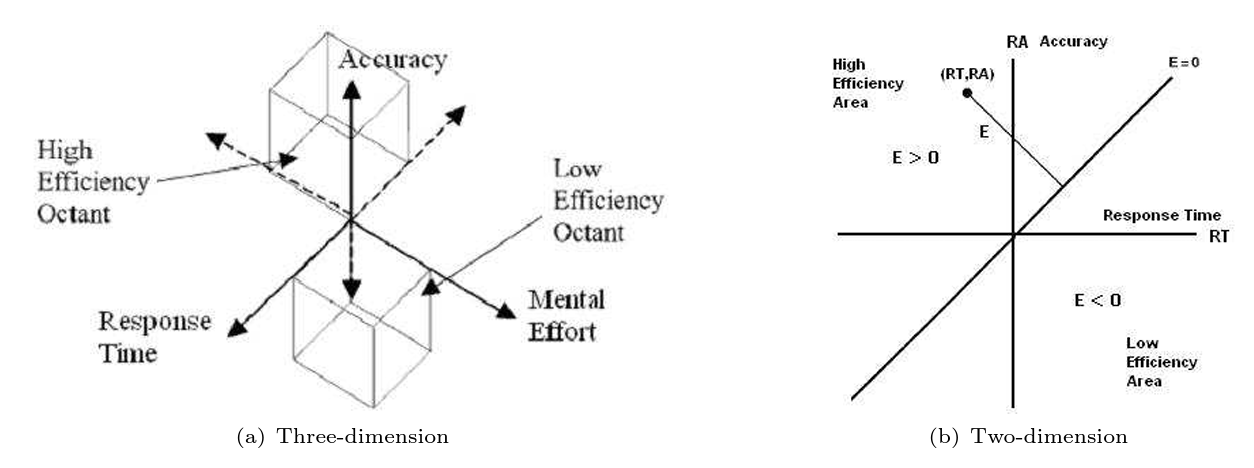 Accuracy
High
Efficiency
Octant
Low
Efficiency
Octant
Mental
Effort
Response
Time
(a) Three-dimension
RA Accuracy
E = 0
High
Efficiency
Area
(RT,RA)
E
E > 0
Response Time
RT
E < 0
Low
Efficiency
Area
(b) Two-dimension